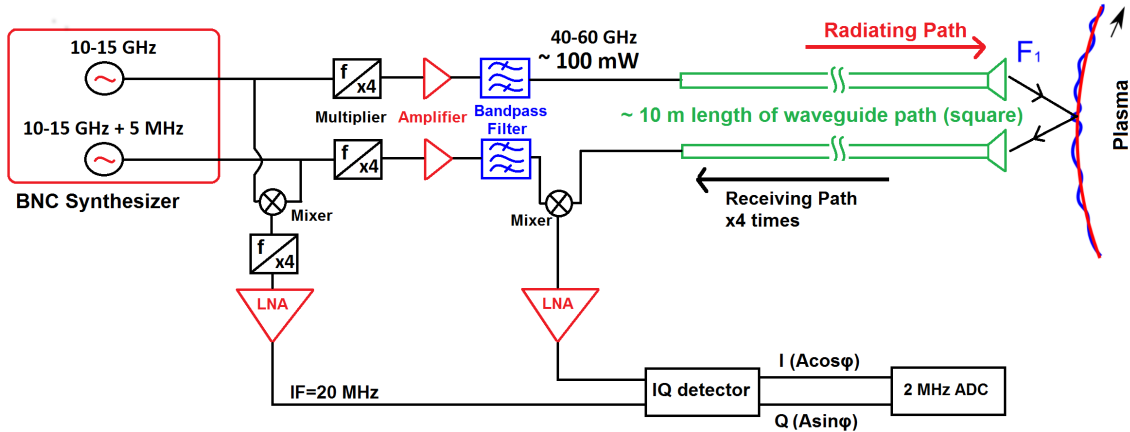 10-15 GHz
10-15 GHz + 5 MHz
BNC Synthesizer
f
x4
Multiplier
Amplifier
Bandpass
Filter
40-60 GHz
~ 100 mW
Radiating Path
F1
Plasma
~ 10 m length of waveguide path (square)
f
x4
Mixer
Mixer
Receiving Path
x4 times
f
x4
LNA
LNA
IF=20 MHz
IQ detector
I (Acosφ)
Q (Asinφ)
2 MHz ADC